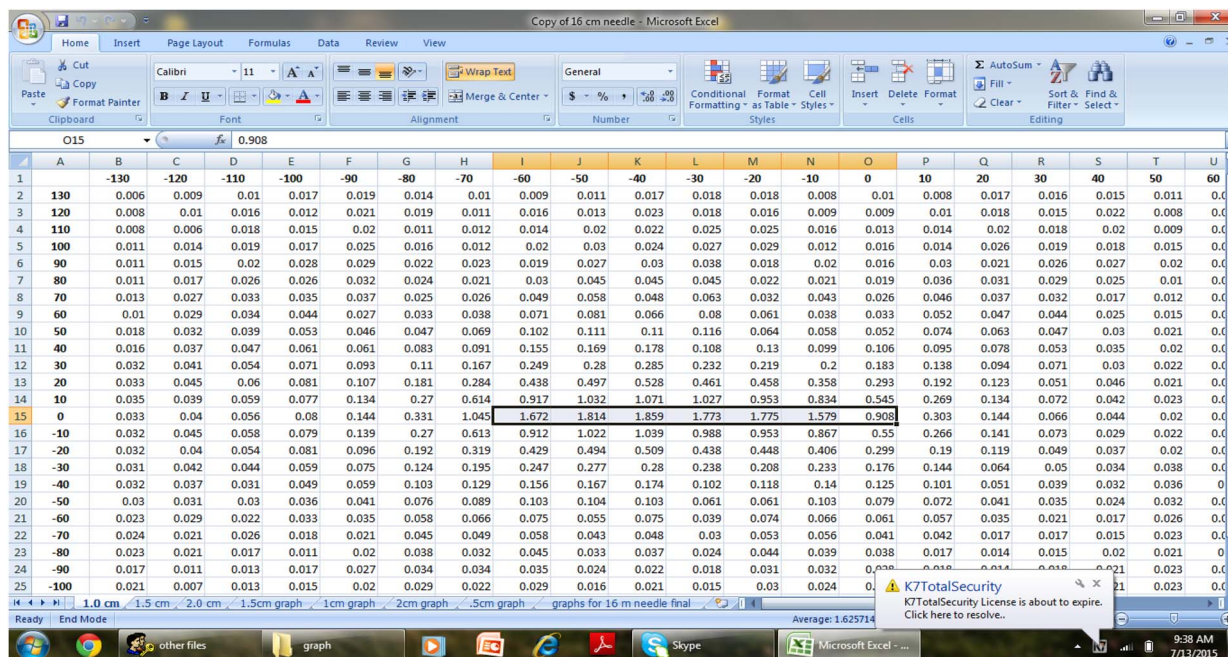 Copy of 16 cm needle - Microsoft Excel
Home Insert Page Layout Formulas Data Review View
Paste Cut Copy Format Painter Calibri 11 Wrap Text Merge & Center General Conditional Formatting Format as Table Cell Styles Insert Delete Format AutoSum Fill Clear Sort & Filter Find & Select
Clipboard Font Alignment Number Styles Cells Editing
O15 fx 0.908
A B C D E F G H I J K L M N O P Q R S T U
1 -130 -120 -110 -100 -90 -80 -70 -60 -50 -40 -30 -20 -10 0 10 20 30 40 50 60
2 130 0.006 0.009 0.01 0.017 0.019 0.014 0.01 0.009 0.011 0.017 0.018 0.018 0.008 0.01 0.008 0.017 0.016 0.015 0.011
3 120 0.008 0.01 0.016 0.012 0.021 0.019 0.011 0.016 0.013 0.023 0.018 0.016 0.009 0.009 0.01 0.018 0.015 0.022 0.008
4 110 0.008 0.006 0.018 0.015 0.02 0.011 0.012 0.014 0.02 0.022 0.025 0.025 0.016 0.013 0.014 0.02 0.018 0.02 0.009
5 100 0.011 0.014 0.019 0.017 0.025 0.016 0.012 0.02 0.03 0.024 0.027 0.029 0.012 0.016 0.014 0.026 0.019 0.018 0.015
6 90 0.011 0.015 0.02 0.028 0.029 0.022 0.023 0.019 0.027 0.03 0.038 0.018 0.02 0.016 0.03 0.021 0.026 0.027 0.02
7 80 0.011 0.017 0.026 0.026 0.032 0.024 0.021 0.03 0.045 0.045 0.045 0.022 0.021 0.019 0.036 0.031 0.029 0.025 0.01
8 70 0.013 0.027 0.033 0.035 0.037 0.025 0.026 0.049 0.058 0.048 0.063 0.032 0.043 0.026 0.046 0.037 0.032 0.017 0.012
9 60 0.01 0.029 0.034 0.044 0.027 0.033 0.038 0.071 0.081 0.066 0.08 0.061 0.038 0.033 0.052 0.047 0.044 0.025 0.015
10 50 0.018 0.032 0.039 0.053 0.046 0.047 0.069 0.102 0.111 0.11 0.116 0.064 0.058 0.052 0.074 0.063 0.047 0.03 0.021
11 40 0.016 0.037 0.047 0.061 0.061 0.083 0.091 0.155 0.169 0.178 0.108 0.13 0.099 0.106 0.095 0.078 0.053 0.035 0.02
12 30 0.032 0.041 0.054 0.071 0.093 0.11 0.167 0.249 0.28 0.285 0.232 0.219 0.2 0.183 0.138 0.094 0.071 0.03 0.022
13 20 0.033 0.045 0.06 0.081 0.107 0.181 0.284 0.438 0.497 0.528 0.461 0.458 0.358 0.293 0.192 0.123 0.051 0.046 0.021
14 10 0.035 0.039 0.059 0.077 0.134 0.27 0.614 0.917 1.032 1.071 1.027 0.953 0.834 0.545 0.269 0.134 0.072 0.042 0.023
15 0 0.033 0.04 0.056 0.08 0.144 0.331 1.045 1.672 1.814 1.859 1.773 1.775 1.579 0.908 0.303 0.144 0.066 0.044 0.02
16 -10 0.032 0.045 0.058 0.079 0.139 0.27 0.613 0.912 1.022 1.039 0.988 0.953 0.867 0.55 0.266 0.141 0.073 0.029 0.022
17 -20 0.032 0.04 0.054 0.081 0.096 0.192 0.319 0.429 0.494 0.509 0.438 0.448 0.406 0.299 0.19 0.119 0.049 0.037 0.02
18 -30 0.031 0.042 0.044 0.059 0.075 0.124 0.195 0.247 0.277 0.28 0.238 0.208 0.233 0.176 0.144 0.064 0.05 0.034 0.038
19 -40 0.032 0.037 0.031 0.049 0.059 0.103 0.129 0.156 0.167 0.174 0.102 0.118 0.14 0.125 0.101 0.051 0.039 0.032 0.036
20 -50 0.03 0.031 0.03 0.036 0.041 0.076 0.089 0.103 0.104 0.103 0.061 0.061 0.103 0.079 0.072 0.041 0.035 0.024 0.032
21 -60 0.023 0.029 0.022 0.033 0.035 0.058 0.066 0.075 0.055 0.075 0.039 0.074 0.066 0.061 0.057 0.035 0.021 0.017 0.026
22 -70 0.024 0.021 0.026 0.018 0.021 0.045 0.049 0.058 0.043 0.048 0.03 0.053 0.056 0.041 0.042 0.017 0.017 0.015 0.023
23 -80 0.023 0.021 0.017 0.011 0.02 0.038 0.032 0.045 0.033 0.037 0.024 0.044 0.039 0.038 0.017 0.014 0.015 0.02 0.021
24 -90 0.017 0.011 0.013 0.017 0.027 0.034 0.034 0.035 0.024 0.022 0.018 0.031 0.032 0.023
25 -100 0.021 0.007 0.013 0.015 0.02 0.029 0.022 0.029 0.016 0.021 0.015 0.03 0.024 0.023
K7TotalSecurity
K7TotalSecurity License is about to expire.
Click here to resolve..
1.0 cm 1.5 cm 2.0 cm 1.5cm graph 1cm graph 2cm graph .5cm graph graphs for 16 m needle final
Ready End Mode Average: 1.625714
other files graph Skype Microsoft Excel - ... 9:38 AM
7/13/2015